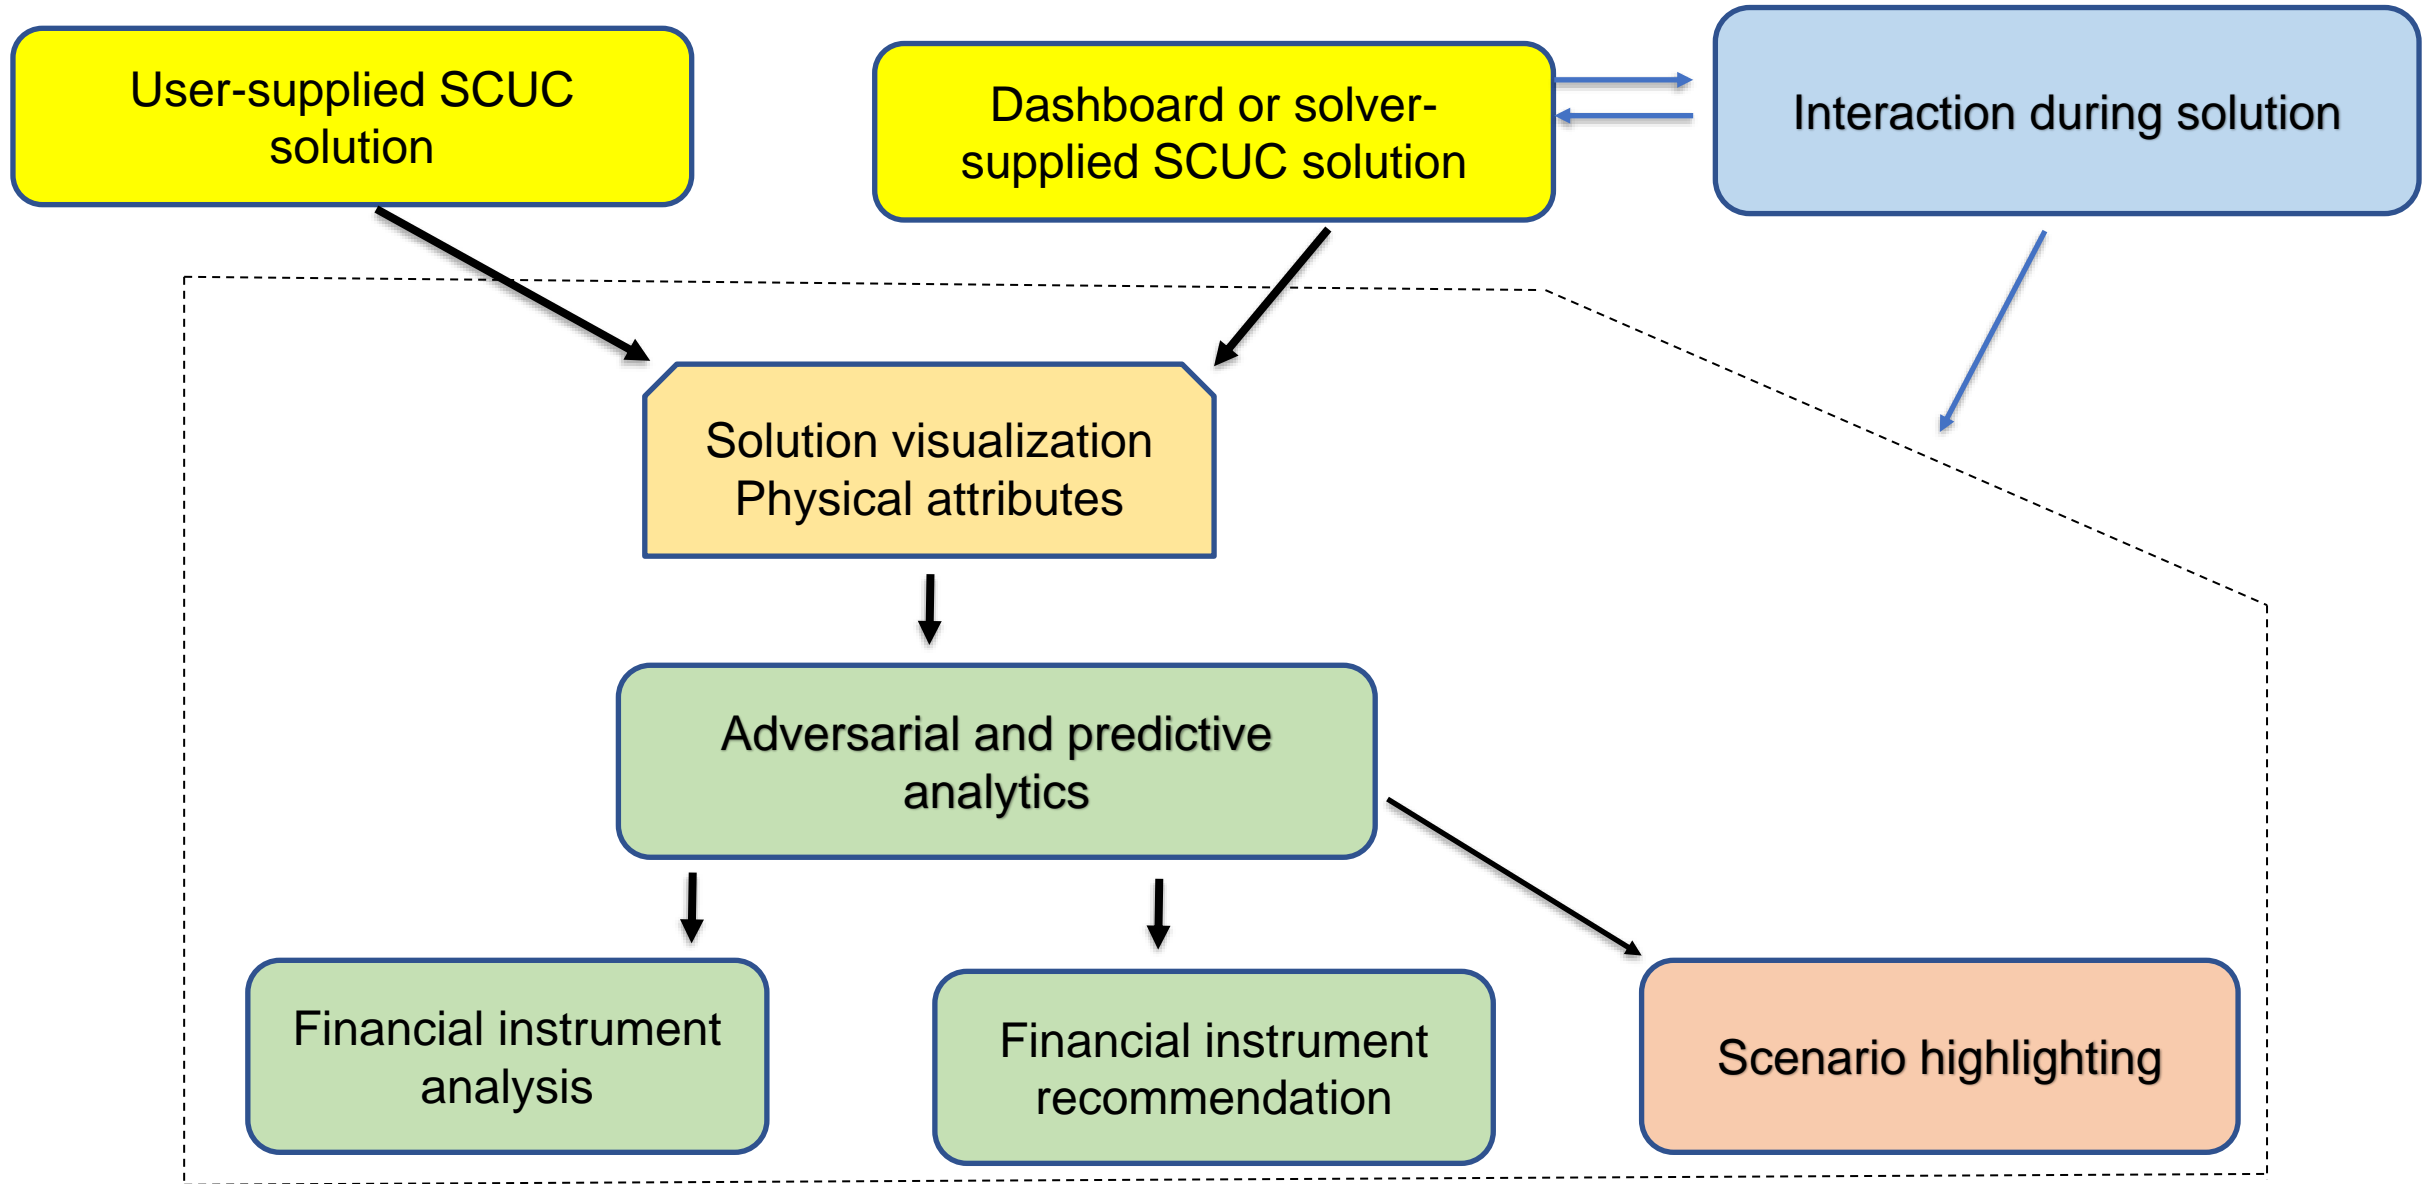 User-supplied SCUC
solution
Dashboard or solver-
supplied SCUC solution
Interaction during solution
Solution visualization
Physical attributes
Adversarial and predictive
analytics
Financial instrument
analysis
Financial instrument
recommendation
Scenario highlighting